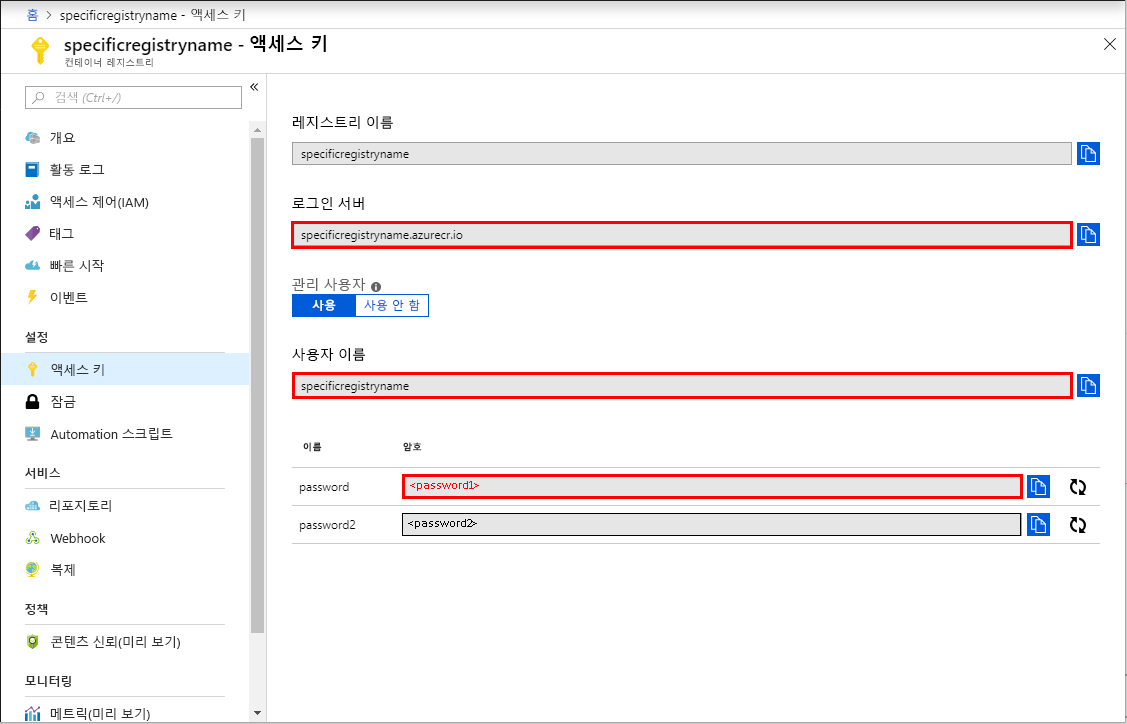 홈 > specificregistryname - 액세스 키
specificregistryname - 액세스 키
컨테이너 레지스트리
검색 (Ctrl+/)
개요
활동 로그
액세스 제어(IAM)
태그
빠른 시작
이벤트
설정
액세스 키
잠금
Automation 스크립트
서비스
리포지토리
Webhook
복제
정책
콘텐츠 신뢰(미리 보기)
모니터링
메트릭(미리 보기)
레지스트리 이름
specificregistryname
로그인 서버
specificregistryname.azurecr.io
관리 사용자
사용 사용 안 함
사용자 이름
specificregistryname
이름 암호
password <password1>
password2 <password2>